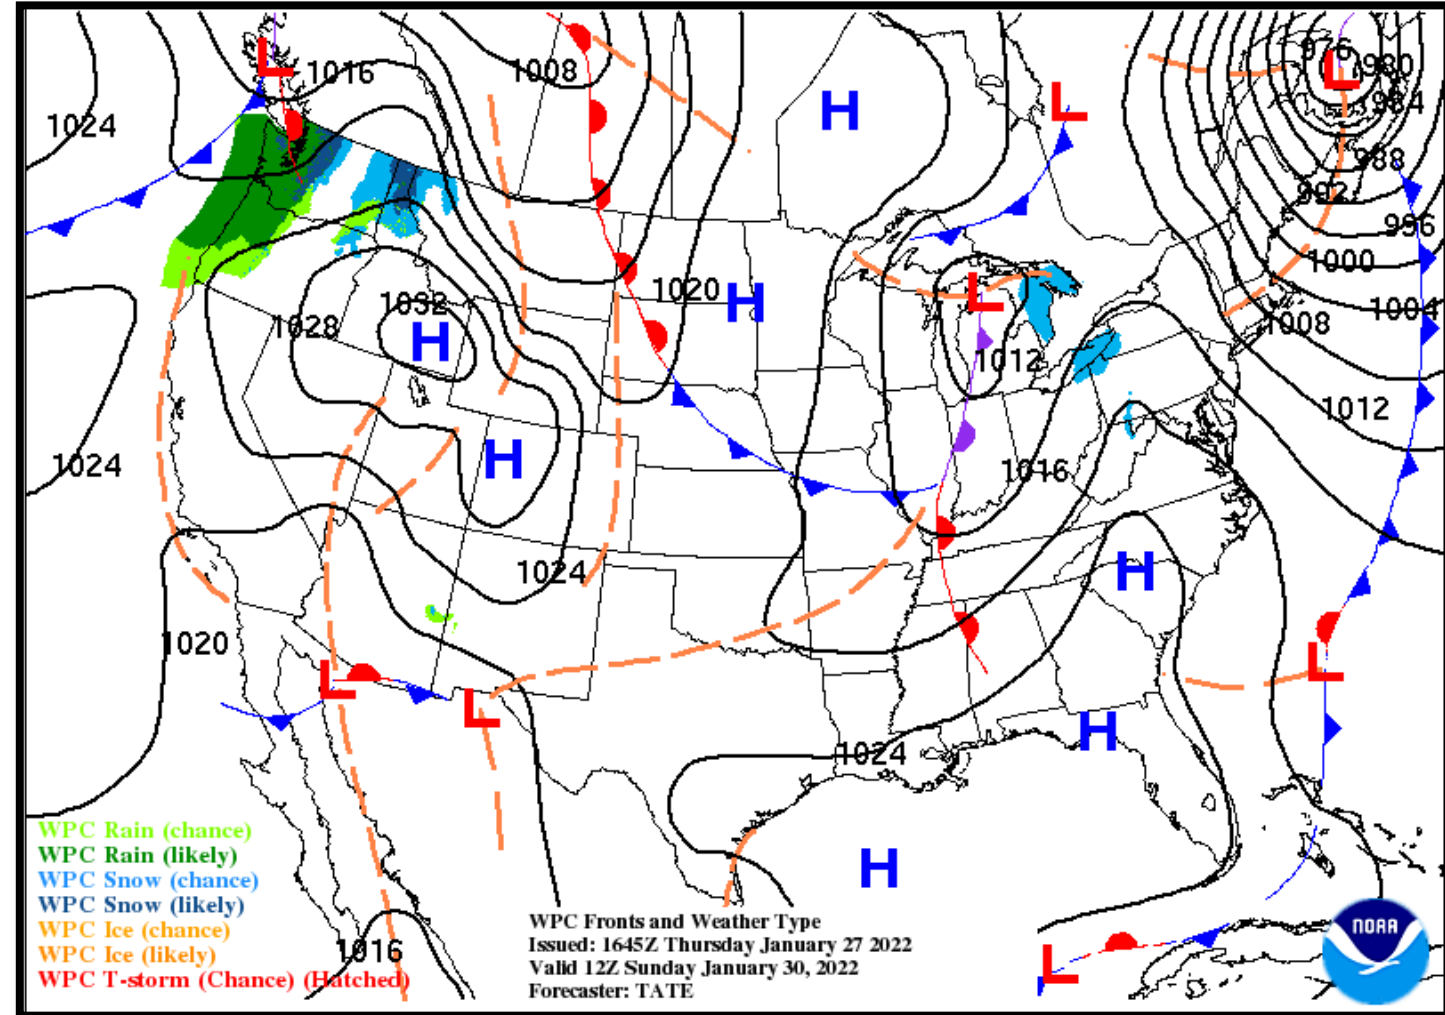 L
1016
1008
976
L
980
984
1024
H
L
988
992
996
1000
1032
1020
H
L
1004
1028
H
1008
1012
1012
1024
H
1016
1024
H
1020
L
L
L
H
1024
H
WPC Rain (chance)
WPC Rain (likely)
WPC Snow (chance)
WPC Snow (likely)
WPC Ice (chance)
WPC Ice (likely)
WPC T-storm (Chance) (Hatched)
1016
WPC Fronts and Weather Type
Issued: 1645Z Thursday January 27 2022
Valid 12Z Sunday January 30, 2022
Forecaster: TATE
L
NOAA